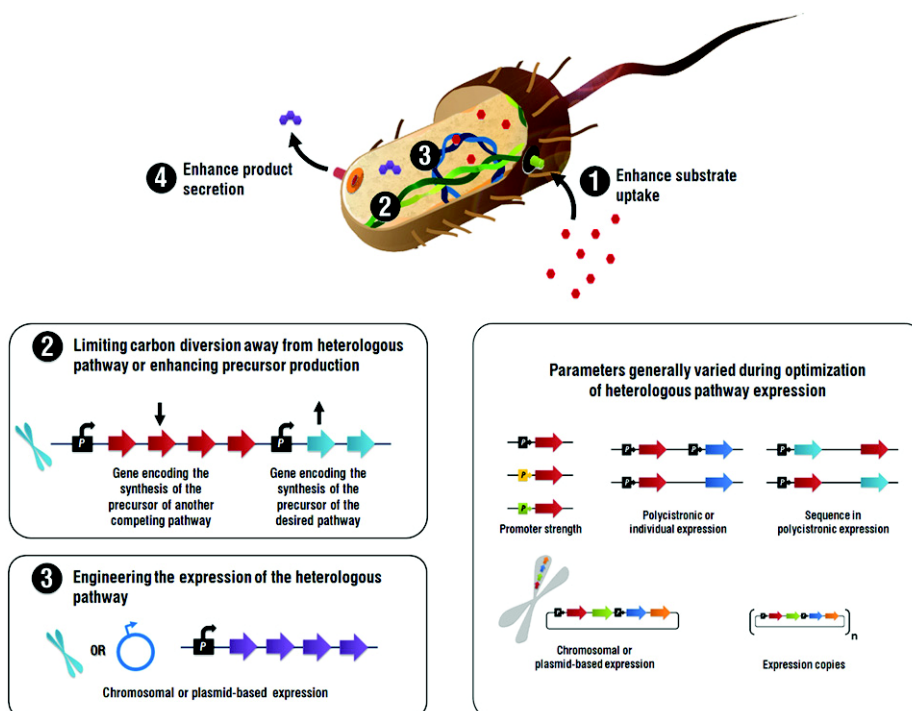 4 Enhance product
secretion
3
2
1 Enhance substrate
uptake
2 Limiting carbon diversion away from heterologous
pathway or enhancing precursor production
P
P
Gene encoding the
synthesis of the
precursor of another
competing pathway
Gene encoding the
synthesis of the
precursor of the
desired pathway
3 Engineering the expression of the heterologous
pathway
OR
P
Chromosomal or plasmid-based expression
Parameters generally varied during optimization
of heterologous pathway expression
P
P
P
Promoter strength
P P
P
Polycistronic or
individual expression
P
P
Sequence in
polycistronic expression
P P
Chromosomal or
plasmid-based expression
P P
n
Expression copies